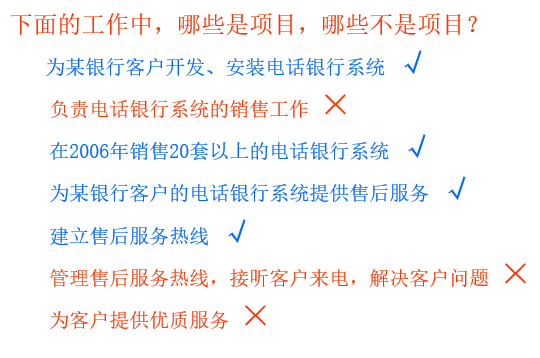 下面的工作中，哪些是项目，哪些不是项目？
为某银行客户开发、安装电话银行系统
负责电话银行系统的销售工作
在2006年销售20套以上的电话银行系统
为某银行客户的电话银行系统提供售后服务
建立售后服务热线
管理售后服务热线，接听客户来电，解决客户问题
为客户提供优质服务